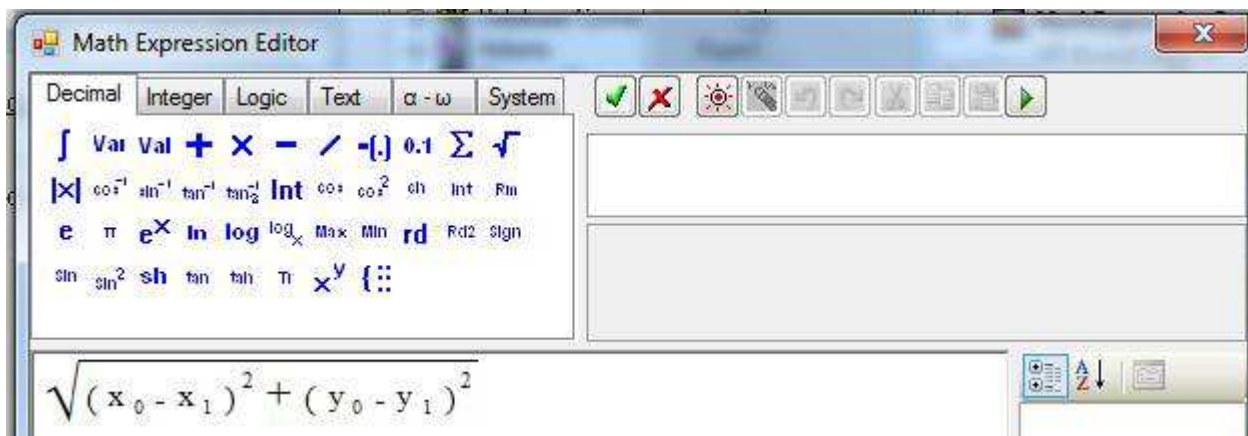 Math Expression Editor
Decimal Integer Logic Text α - ω System
∫ Var Val + × − / -(.) 0.1 Σ √
|x| cos⁻¹ sin⁻¹ tan⁻¹ tan₂⁻¹ Int cos cos² ch Int Rm
e π eˣ ln log logₓ Max Min rd Rd2 Sign
sin sin² sh tan tah xʸ {::
√(x₀ - x₁)² + (y₀ - y₁)²
A
Z